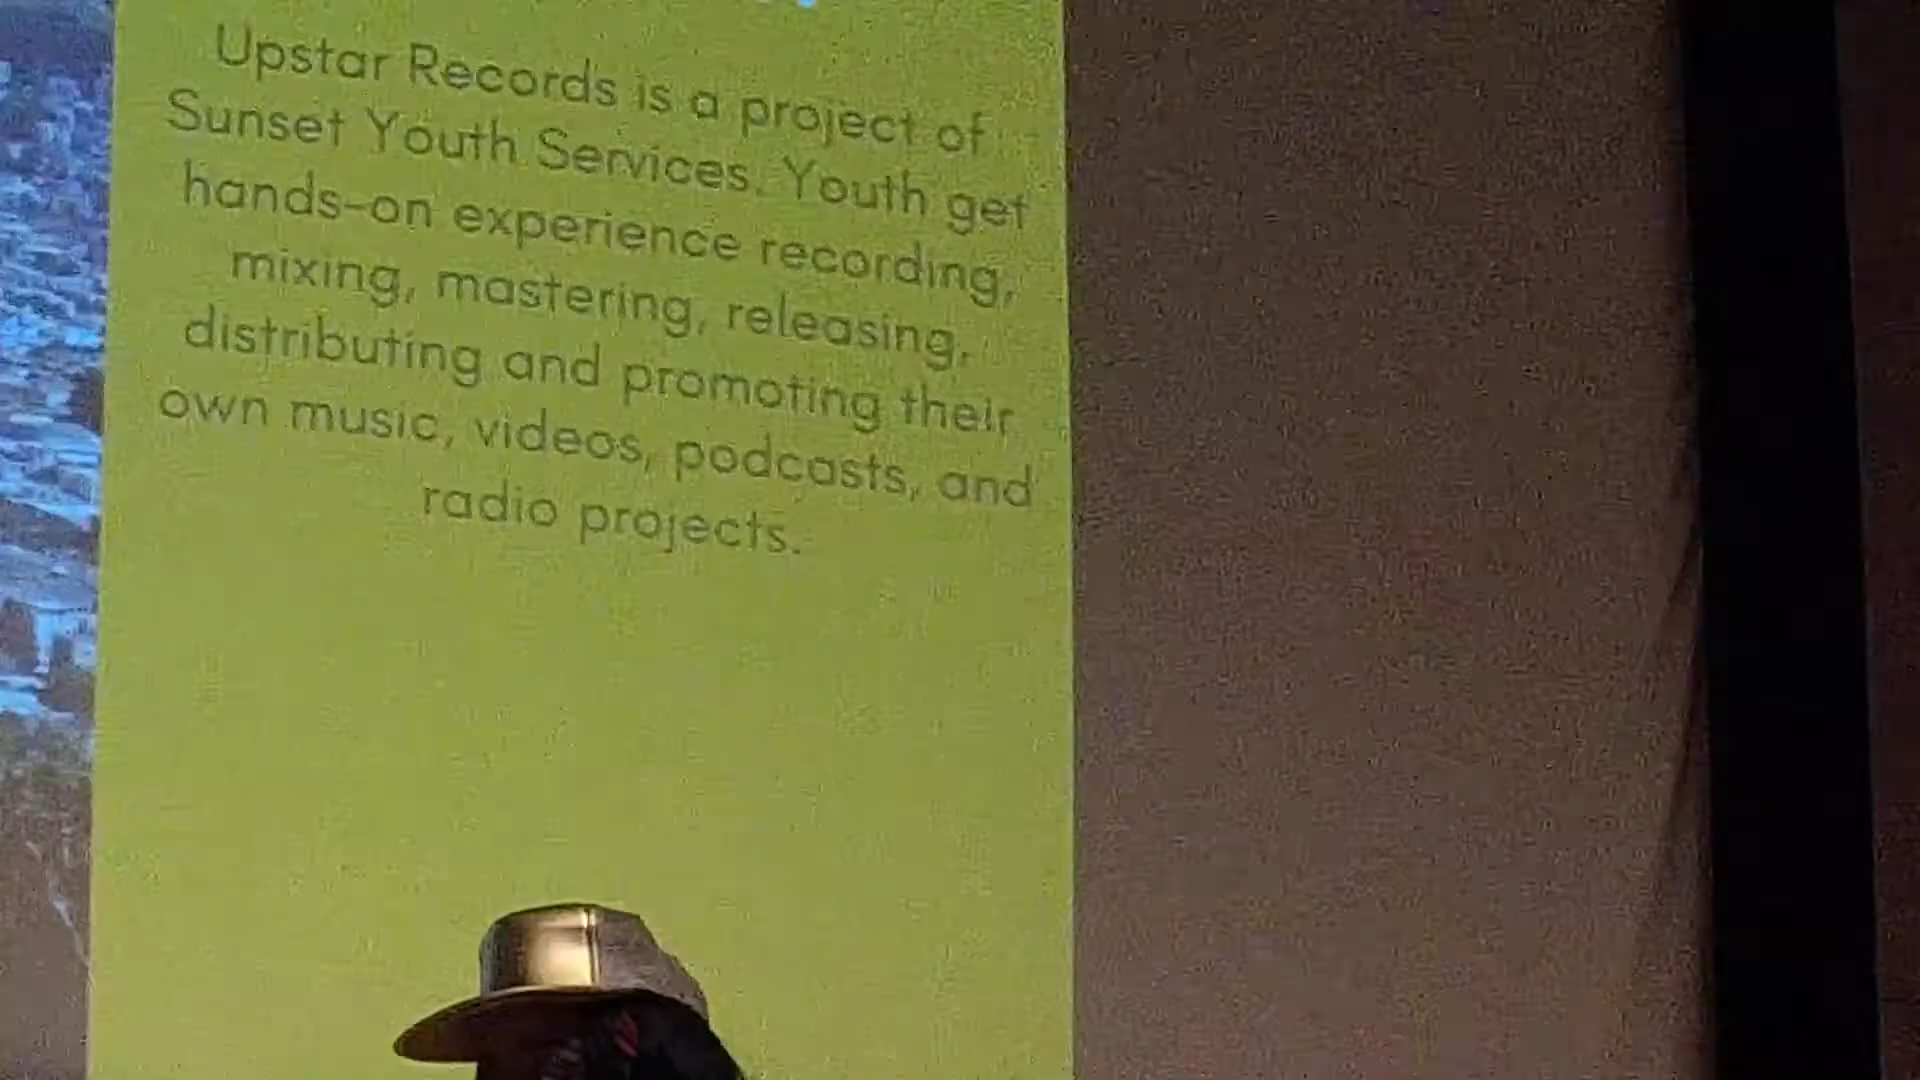 Upstar Records is a project of
Sunset Youth Services. Youth get
hands-on experience recording,
mixing, mastering, releasing,
distributing and promoting their
own music, videos, podcasts, and
radio projects.